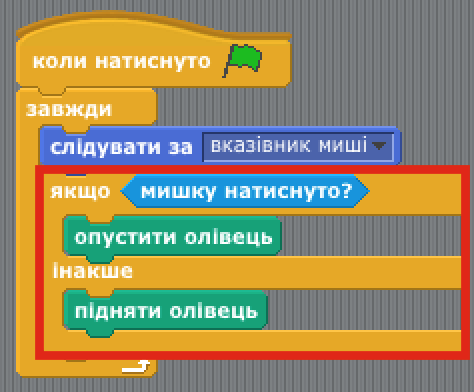 коли натиснуто
завжди
слідувати за вказівник миші
якщо мишку натиснуто?
опустити олівець
інакше
підняти олівець